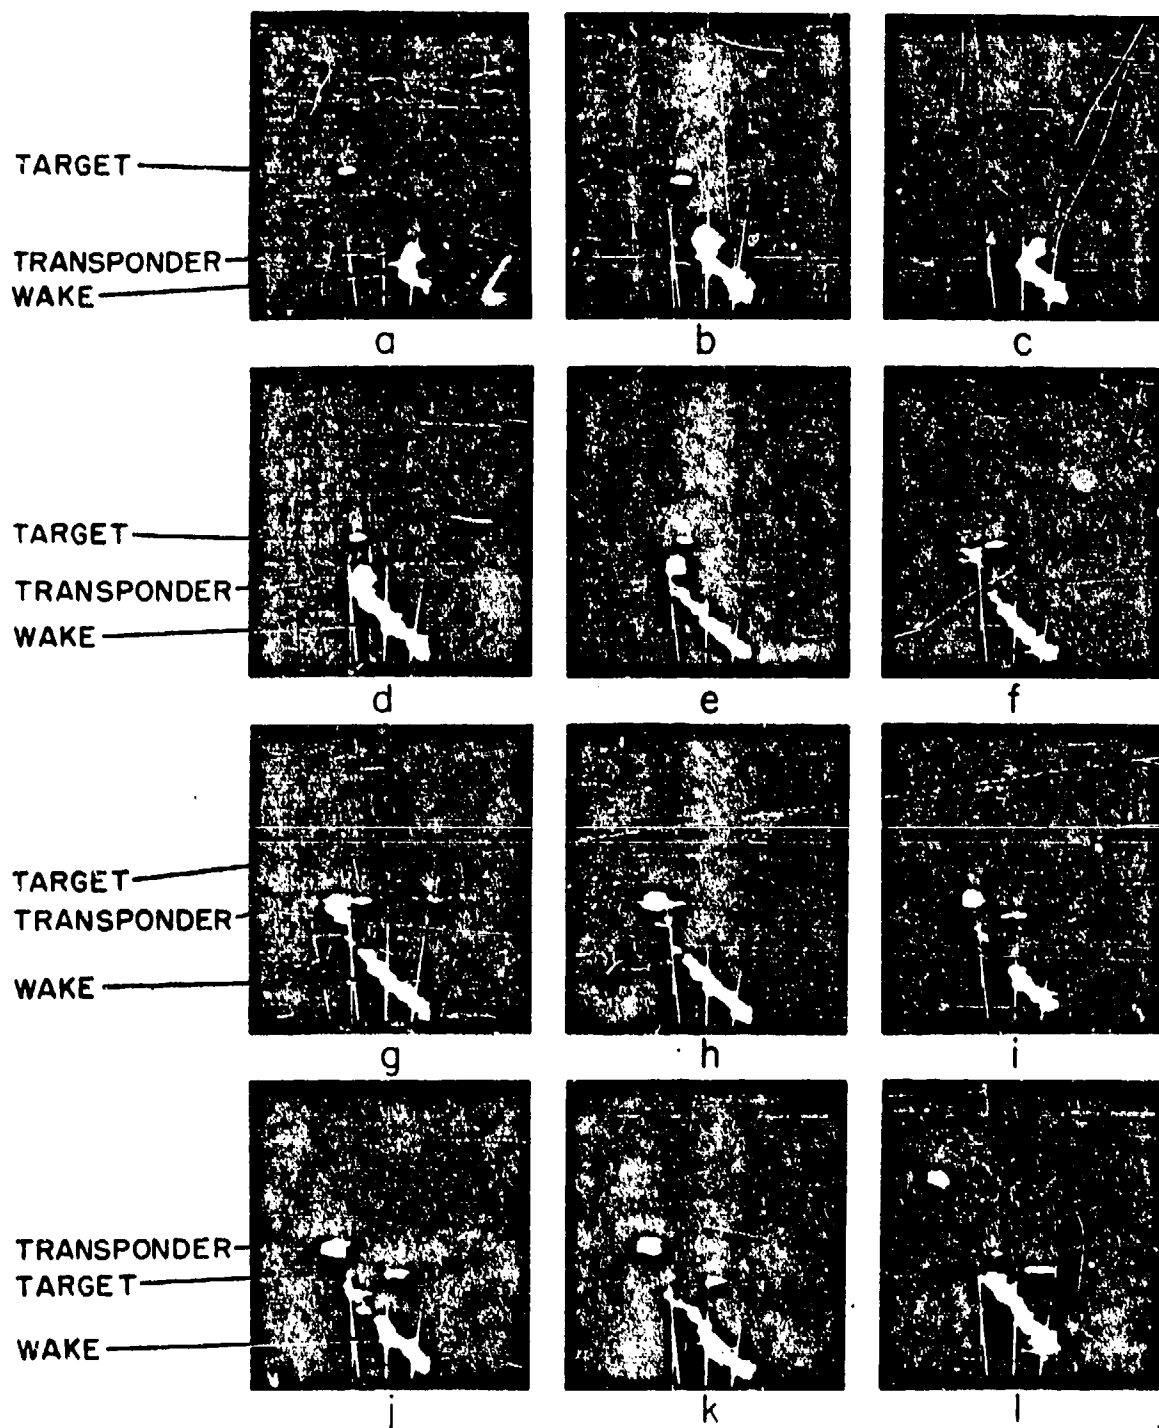 TARGET
TRANSPONDER
WAKE
a b c
TARGET
TRANSPONDER
WAKE
d e f
TARGET
TRANSPONDER
WAKE
g h i
TRANSPONDER
TARGET
WAKE
j k l